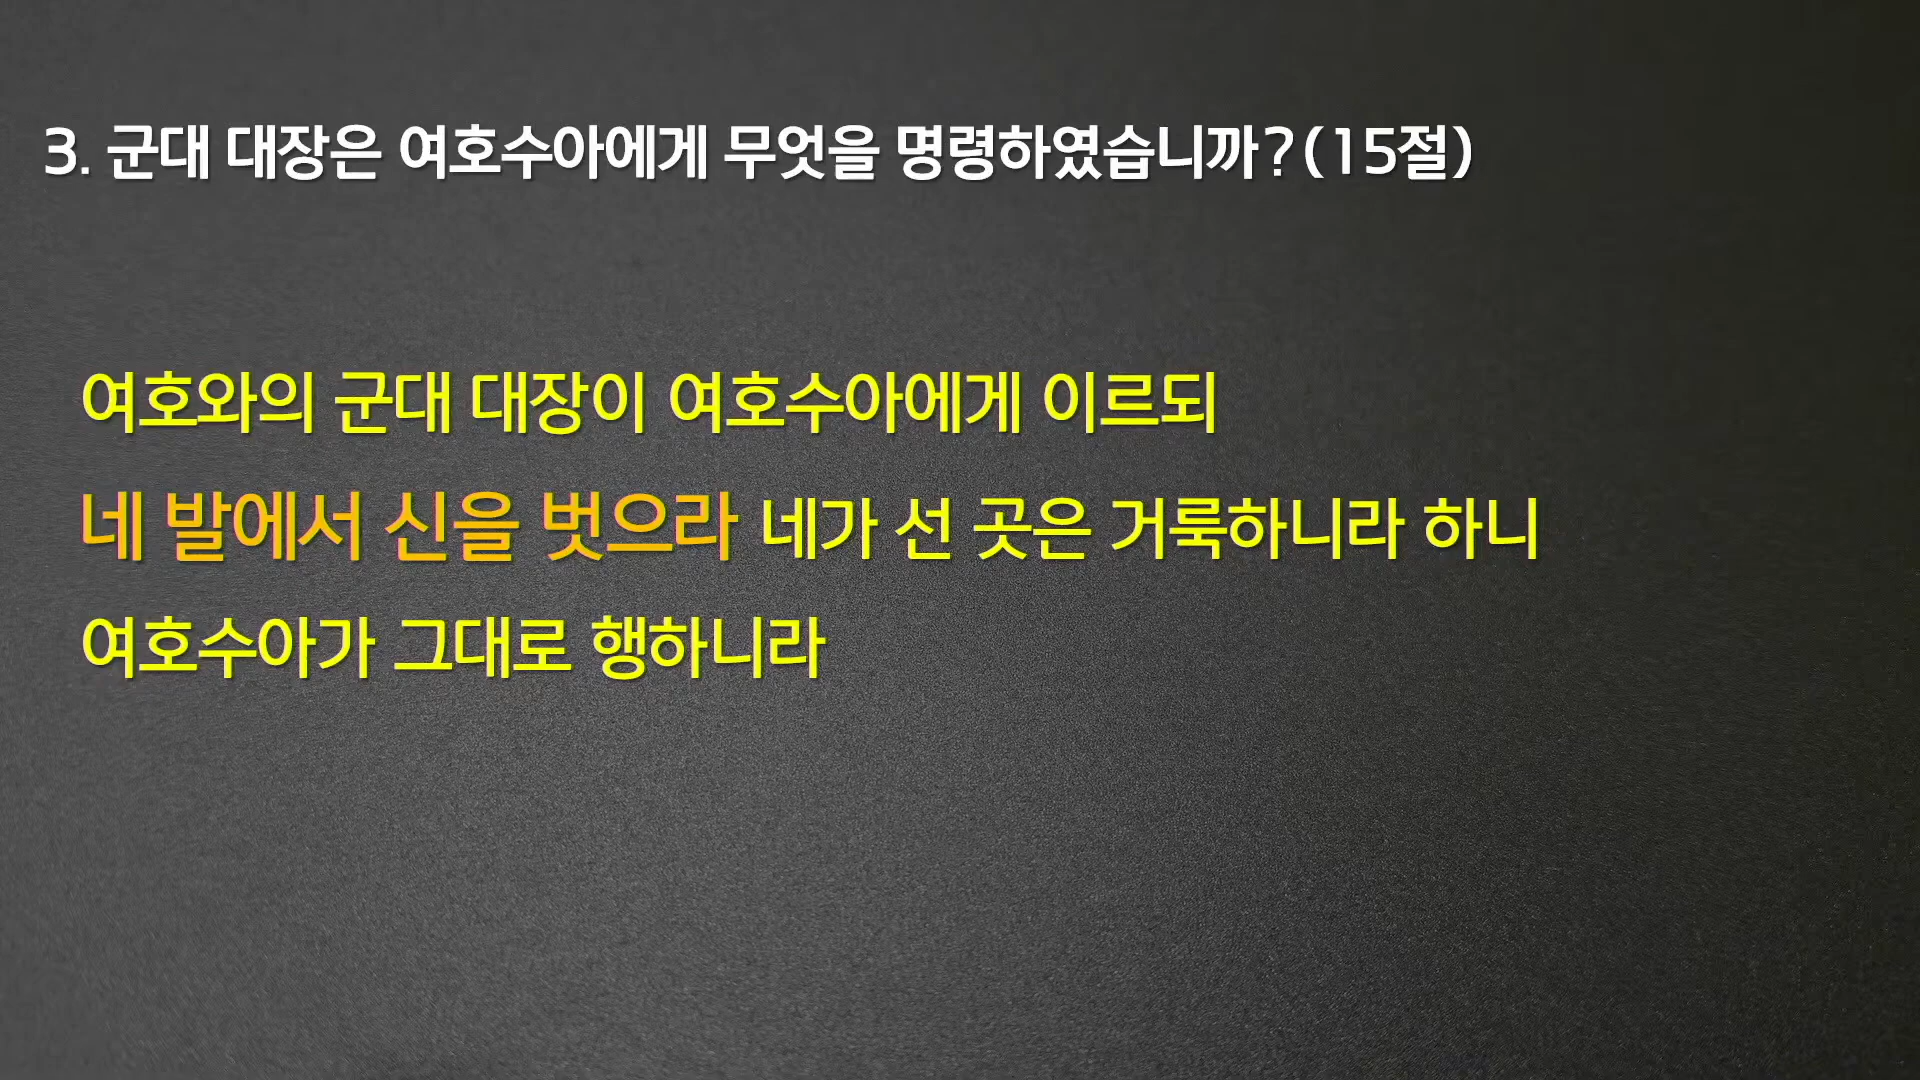 3. 군대 대장은 여호수아에게 무엇을 명령하였습니까?(15절)
여호와의 군대 대장이 여호수아에게 이르되
네 발에서 신을 벗으라 네가 선 곳은 거룩하니라 하니
여호수아가 그대로 행하니라